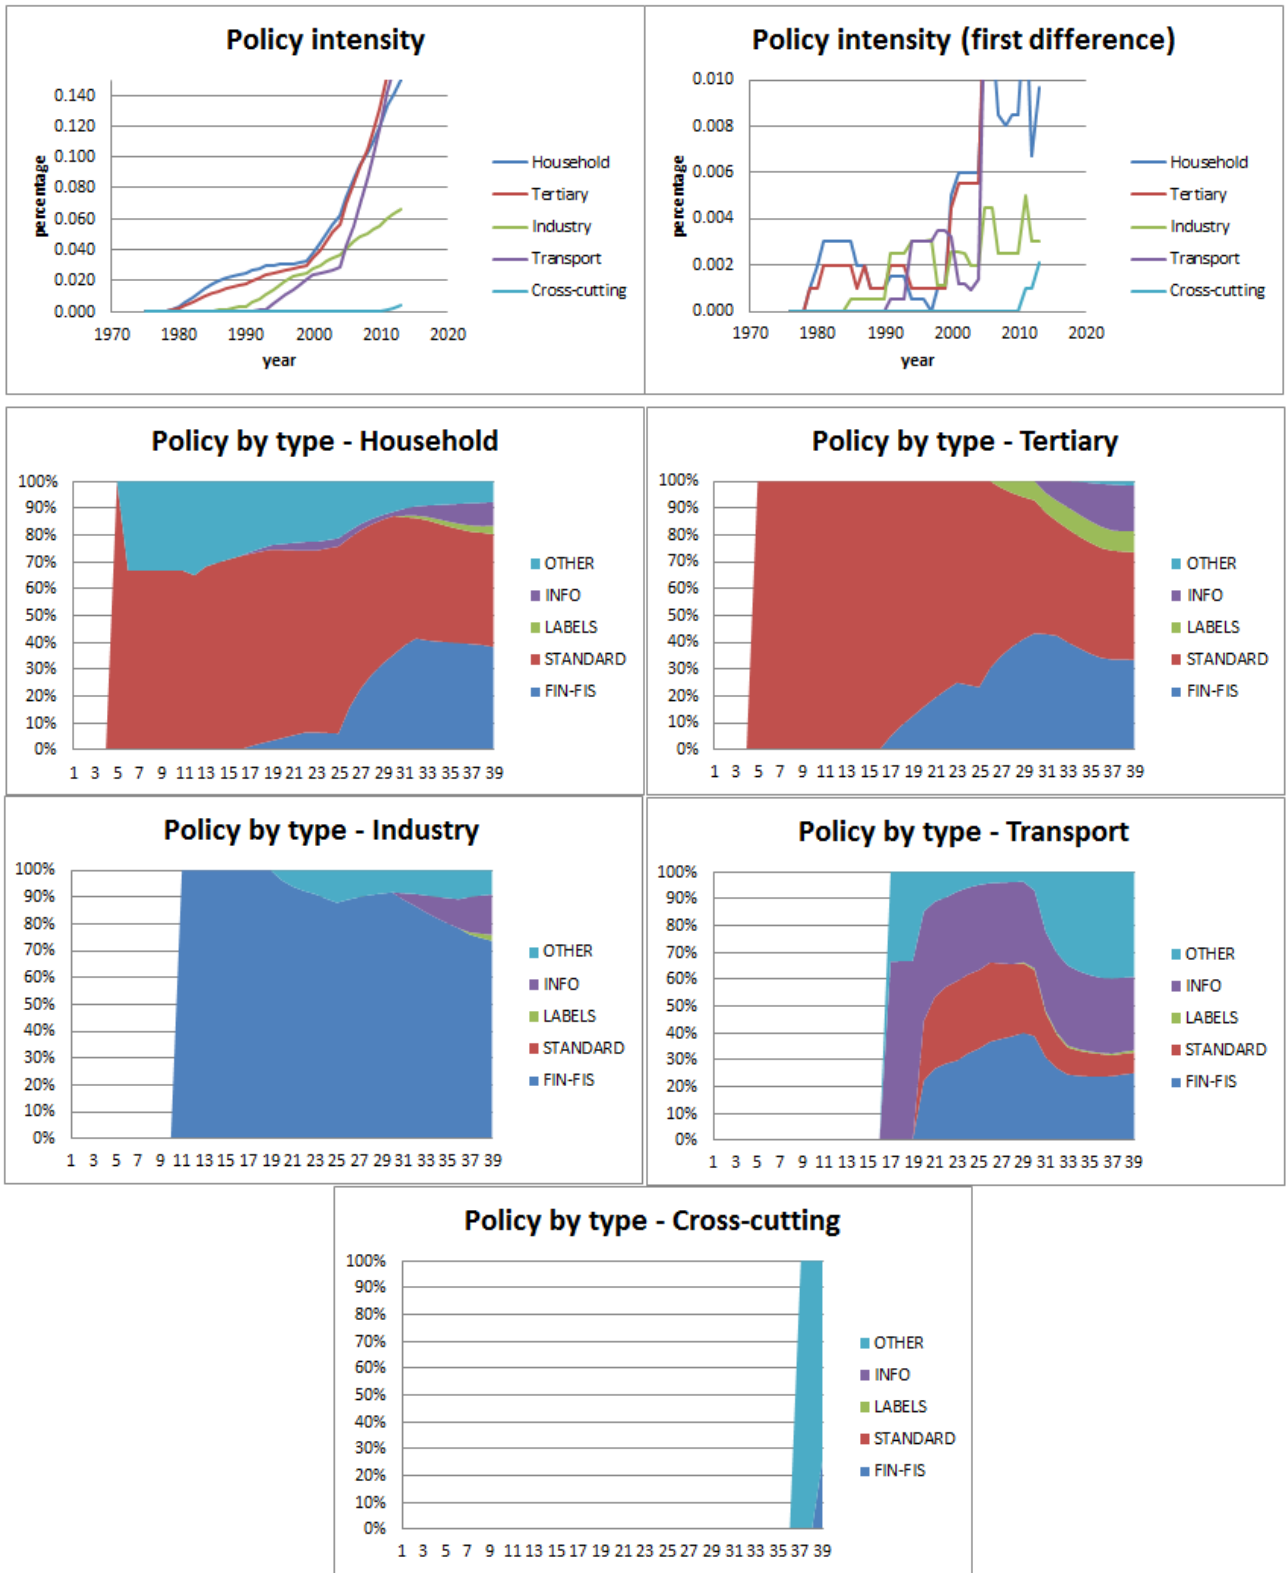 Policy intensity
0.140
0.120
0.100
0.080
0.060
0.040
0.020
0.000
percentage
1970 1980 1990 2000 2010 2020
year
Household
Tertiary
Industry
Transport
Cross-cutting
Policy intensity (first difference)
0.010
0.008
0.006
0.004
0.002
0.000
percentage
1970 1980 1990 2000 2010 2020
year
Household
Tertiary
Industry
Transport
Cross-cutting
Policy by type - Household
100%
90%
80%
70%
60%
50%
40%
30%
20%
10%
0%
1 3 5 7 9 11 13 15 17 19 21 23 25 27 29 31 33 35 37 39
OTHER
INFO
LABELS
STANDARD
FIN-FIS
Policy by type - Tertiary
100%
90%
80%
70%
60%
50%
40%
30%
20%
10%
0%
1 3 5 7 9 11 13 15 17 19 21 23 25 27 29 31 33 35 37 39
OTHER
INFO
LABELS
STANDARD
FIN-FIS
Policy by type - Industry
100%
90%
80%
70%
60%
50%
40%
30%
20%
10%
0%
1 3 5 7 9 11 13 15 17 19 21 23 25 27 29 31 33 35 37 39
OTHER
INFO
LABELS
STANDARD
FIN-FIS
Policy by type - Transport
100%
90%
80%
70%
60%
50%
40%
30%
20%
10%
0%
1 3 5 7 9 11 13 15 17 19 21 23 25 27 29 31 33 35 37 39
OTHER
INFO
LABELS
STANDARD
FIN-FIS
Policy by type - Cross-cutting
100%
90%
80%
70%
60%
50%
40%
30%
20%
10%
0%
1 3 5 7 9 11 13 15 17 19 21 23 25 27 29 31 33 35 37 39
OTHER
INFO
LABELS
STANDARD
FIN-FIS